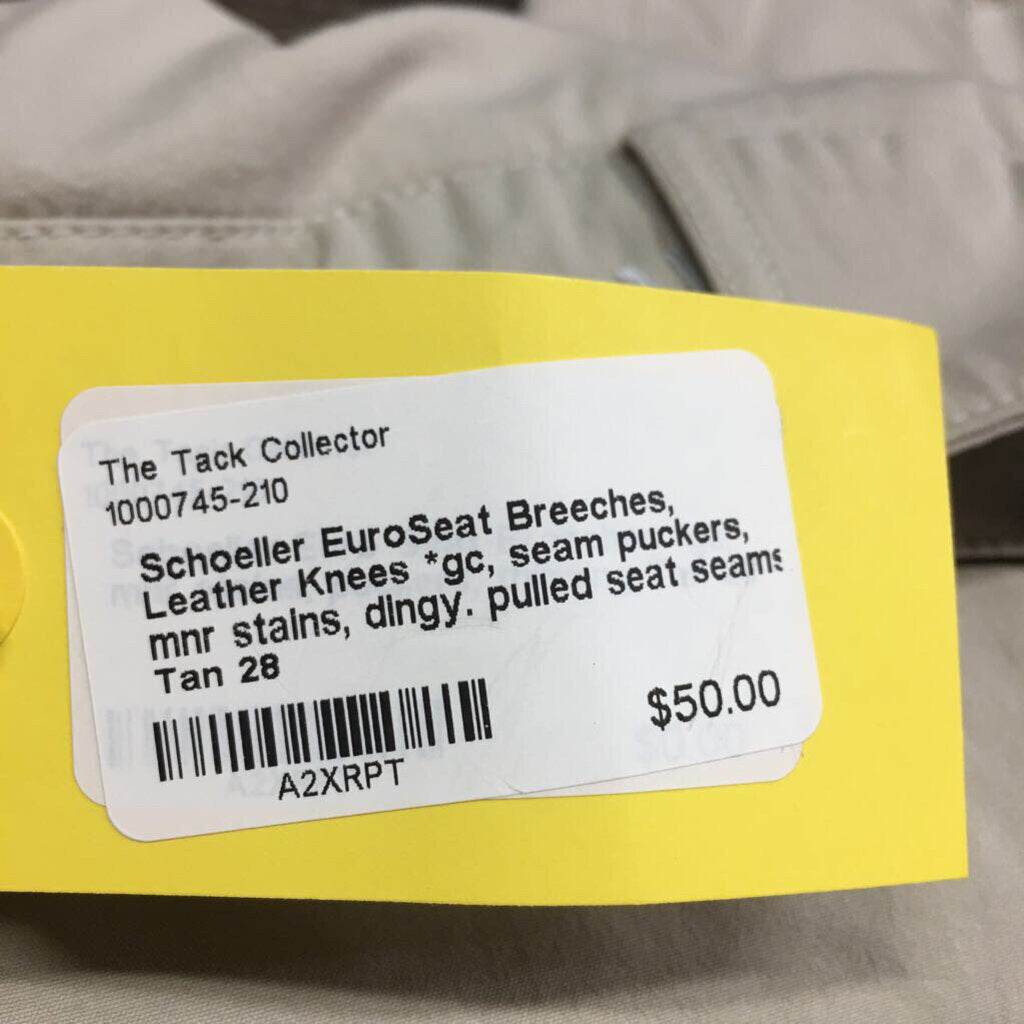 The Tack Collector
1000745-210
Schoeller EuroSeat Breeches,
Leather Knees *gc, seam puckers,
mnr stains, dingy. pulled seat seams
Tan 28
$50.00
A2XRPT